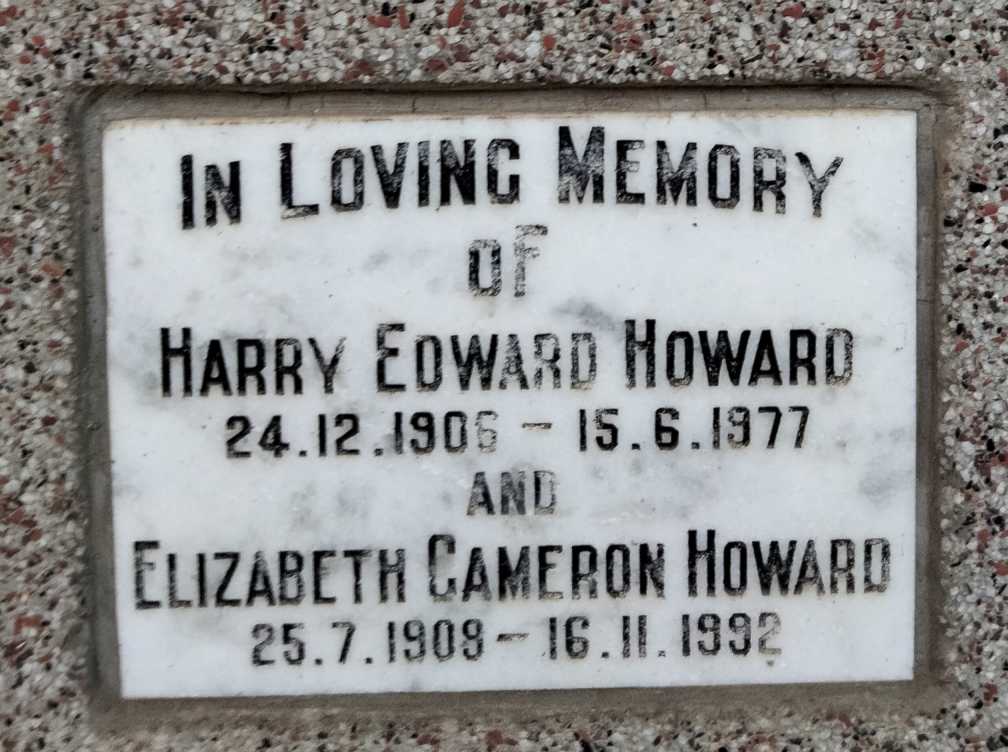 IN LOVING MEMORY
OF
HARRY EDWARD HOWARD
24.12.1906 - 15.6.1977
AND
ELIZABETH CAMERON HOWARD
25.7.1909 - 16.11.1992